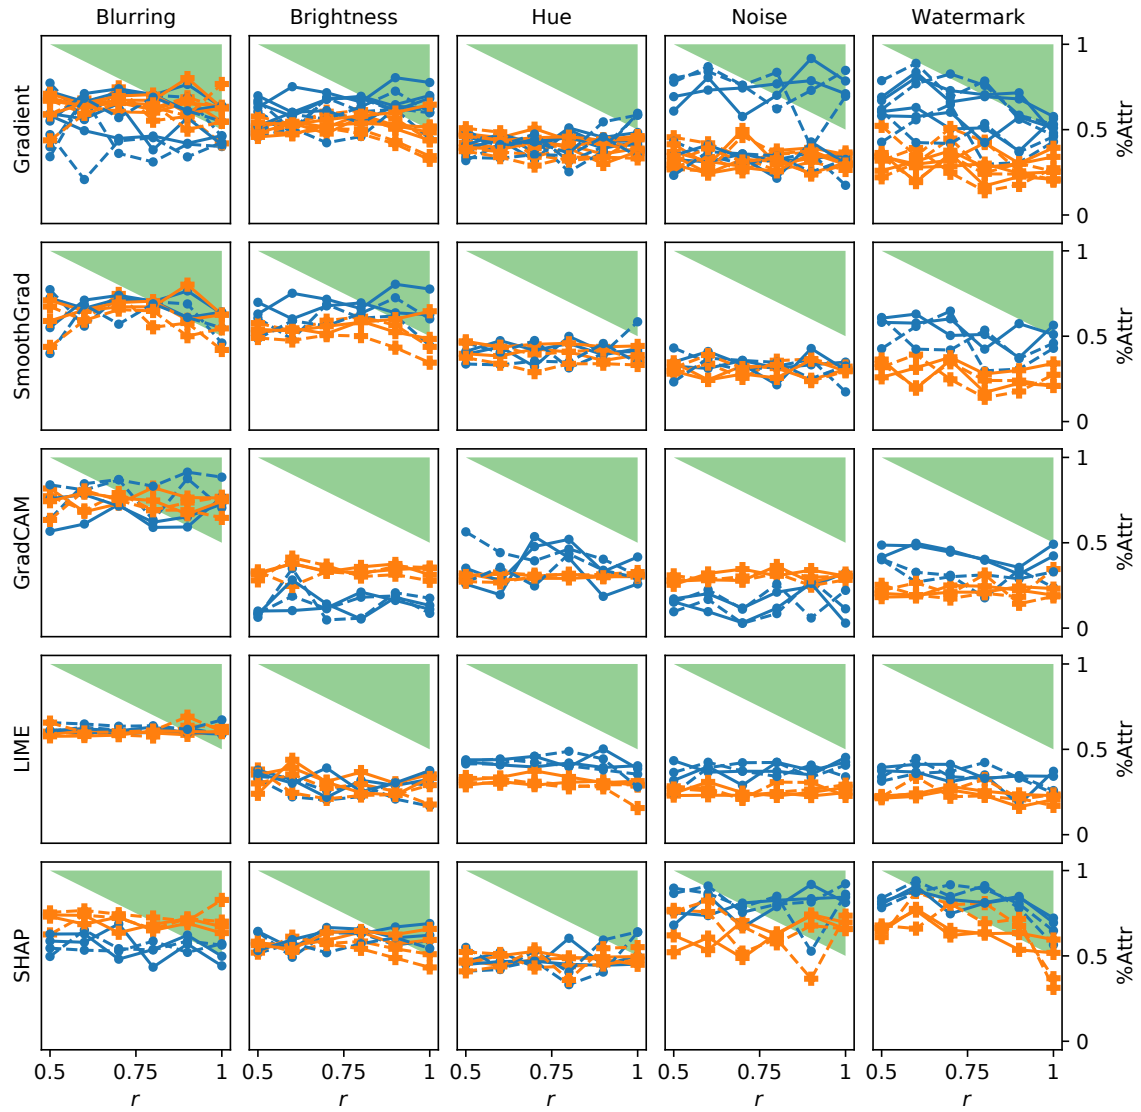 Blurring Brightness Hue Noise Watermark
Gradient 1 0.5 0 %Attr
SmoothGrad 1 0.5 0 %Attr
GradCAM 1 0.5 0 %Attr
LIME 1 0.5 0 %Attr
SHAP 1 0.5 0 %Attr
0.5 0.75 1 0.5 0.75 1 0.5 0.75 1 0.5 0.75 1 0.5 0.75 1
r r r r r